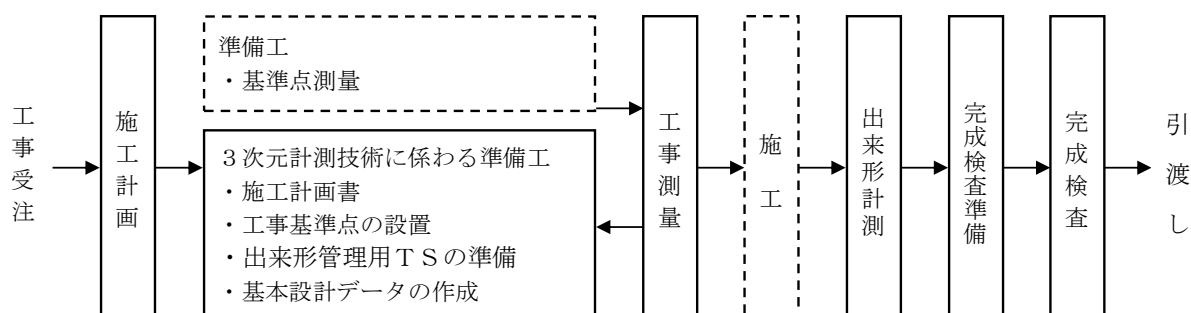 工事受注
施工計画
準備工
・基準点測量
３次元計測技術に係わる準備工
・施工計画書
・工事基準点の設置
・出来形管理用ＴＳの準備
・基本設計データの作成
工事測量
施工
出来形計測
完成検査準備
完成検査
引渡し